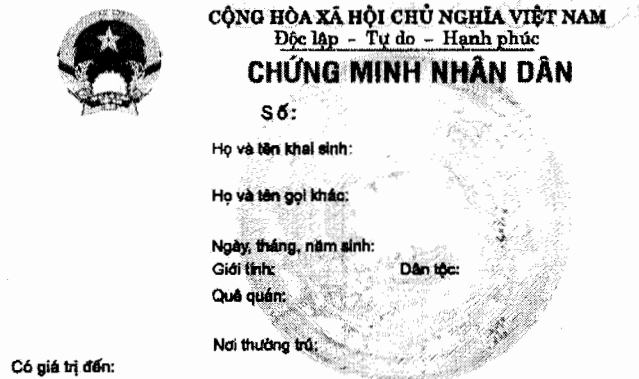 CỘNG HÒA XÃ HỘI CHỦ NGHĨA VIỆT NAM
Độc lập - Tự do - Hạnh phúc
CHỨNG MINH NHÂN DÂN
Số:
Họ và tên khai sinh:
Họ và tên gọi khác:
Ngày, tháng, năm sinh:
Giới tính: Dân tộc:
Quê quán:
Nơi thường trú:
Có giá trị đến: